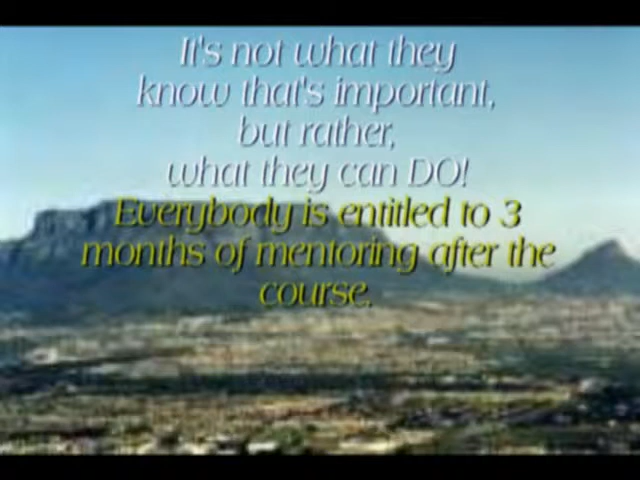 It's not what they
know that's important,
but rather,
what they can DO!
Everybody is entitled to 3
months of mentoring after the
course.